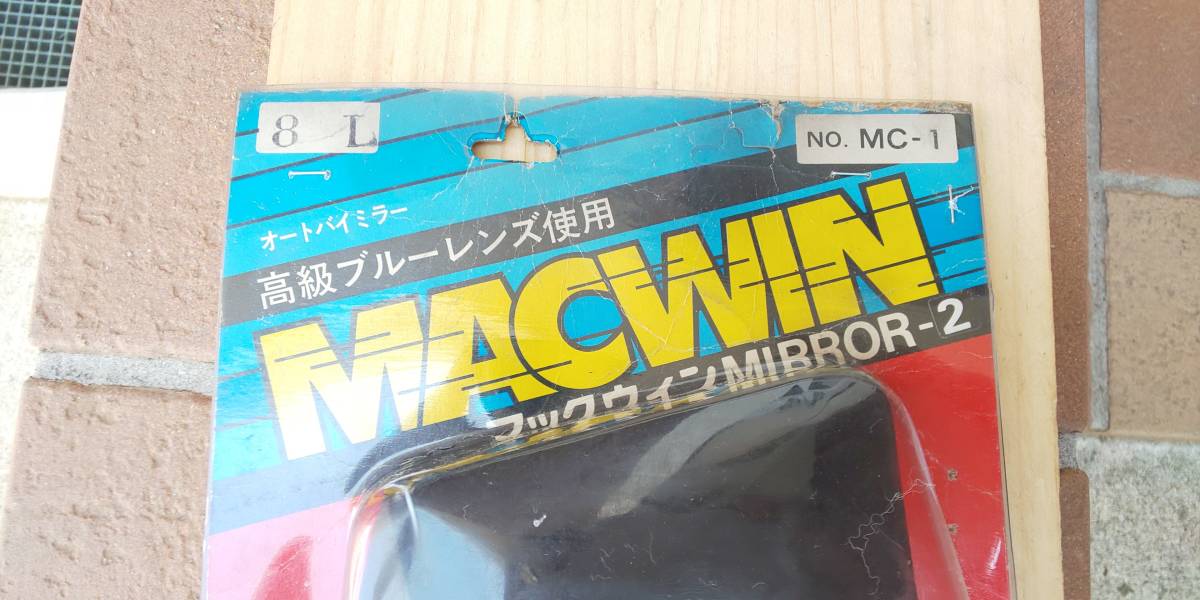 8 L
NO. MC-1
オートバイミラー
高級ブルーレンズ使用
MACWIN
マックウィンMIRROR-2